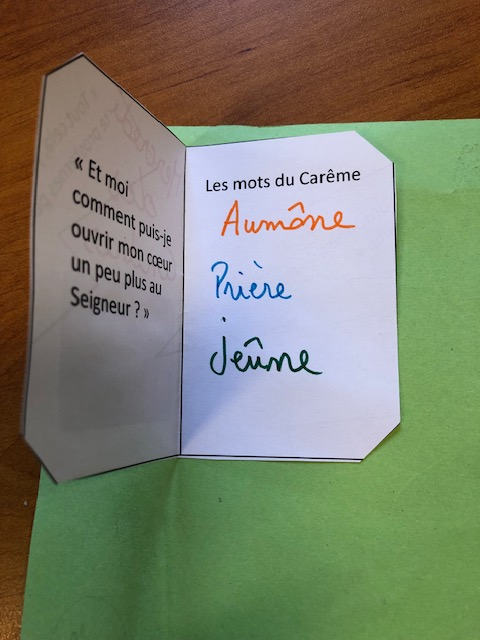 « Et moi
comment puis-je
ouvrir mon cœur
un peu plus au
Seigneur ? »
Les mots du Carême
Aumône
Prière
jeûne